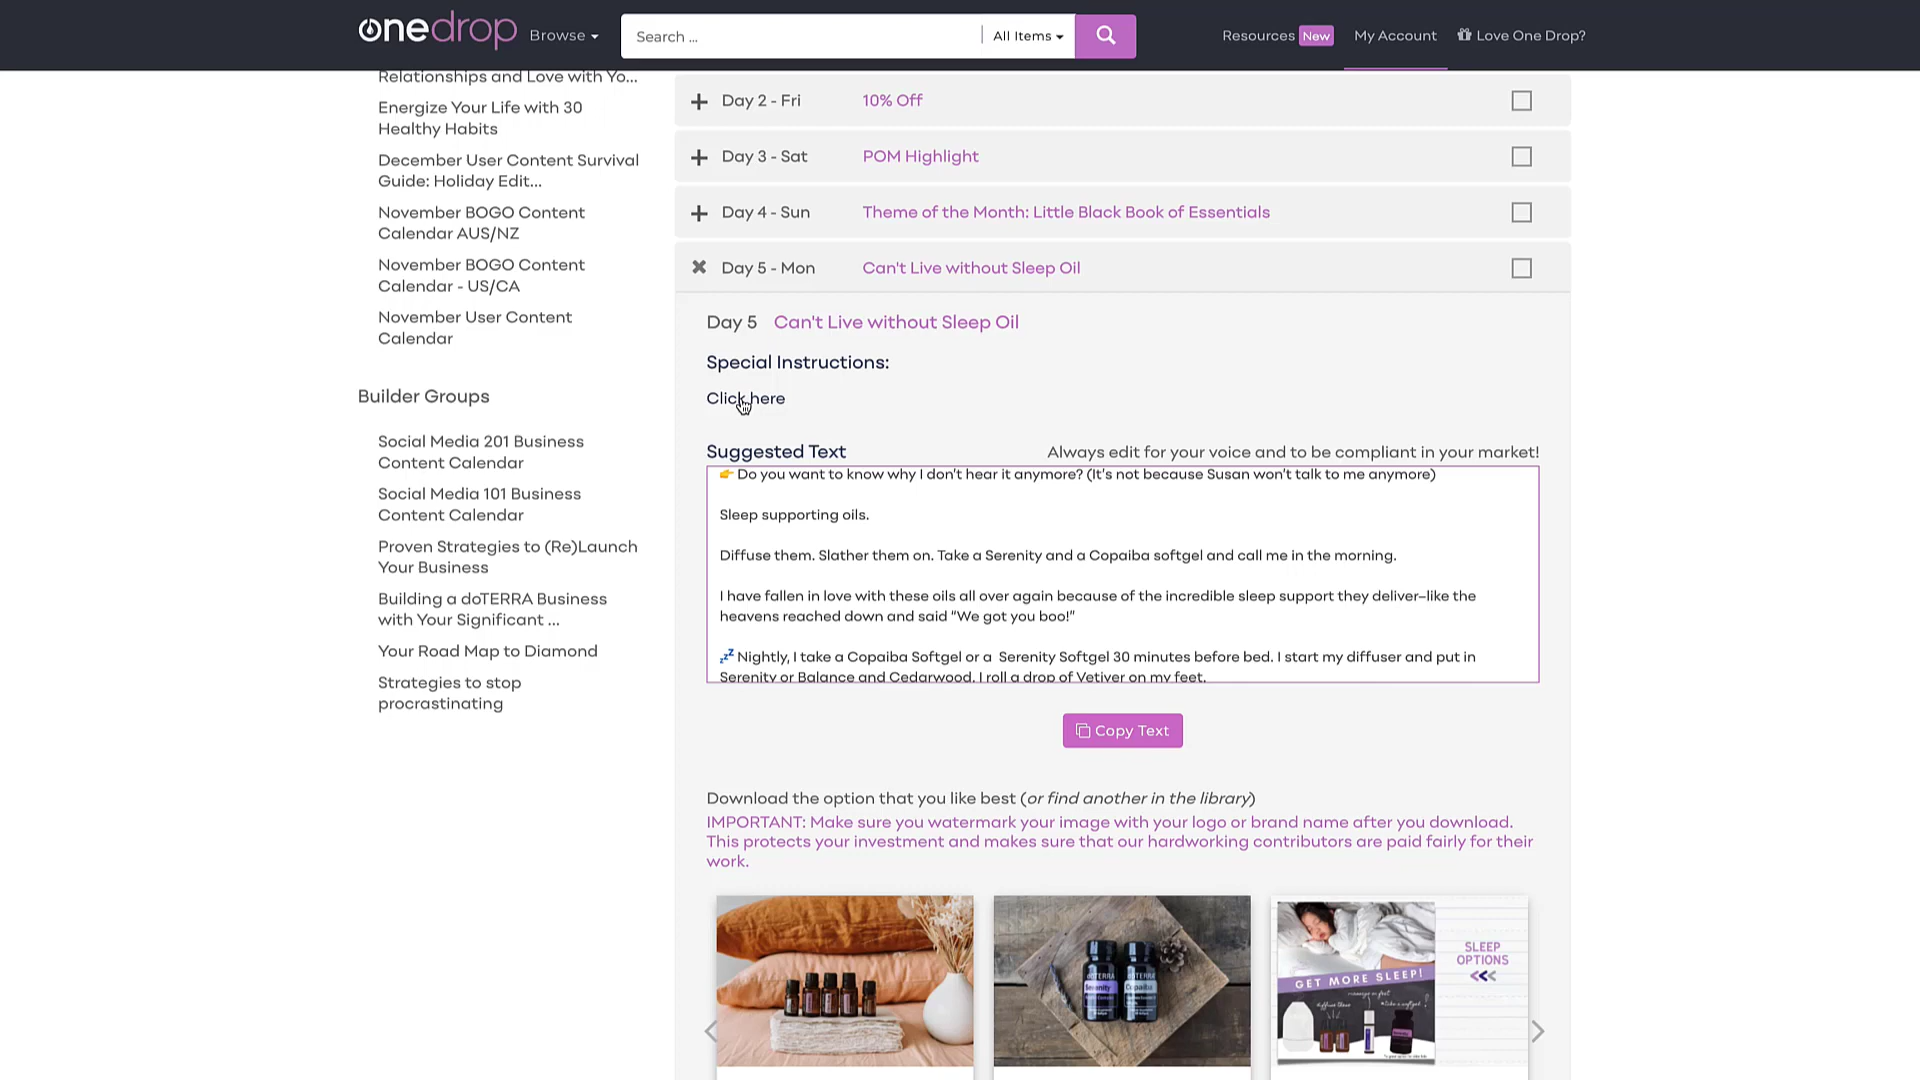 onedrop
Browse
Search ...
All Items
Resources New
My Account
Love One Drop?
Relationships and Love with Yo...
Energize Your Life with 30
Healthy Habits
December User Content Survival
Guide: Holiday Edit...
November BOGO Content
Calendar AUS/NZ
November BOGO Content
Calendar - US/CA
November User Content
Calendar
Builder Groups
Social Media 201 Business
Content Calendar
Social Media 101 Business
Content Calendar
Proven Strategies to (Re)Launch
Your Business
Building a doTERRA Business
with Your Significant ...
Your Road Map to Diamond
Strategies to stop
procrastinating
Day 2 - Fri 10% Off
Day 3 - Sat POM Highlight
Day 4 - Sun Theme of the Month: Little Black Book of Essentials
Day 5 - Mon Can't Live without Sleep Oil
Day 5 Can't Live without Sleep Oil
Special Instructions:
Click here
Suggested Text Always edit for your voice and to be compliant in your market!
👉 Do you want to know why I don't hear it anymore? (It's not because Susan won't talk to me anymore)
Sleep supporting oils.
Diffuse them. Slather them on. Take a Serenity and a Copaiba softgel and call me in the morning.
I have fallen in love with these oils all over again because of the incredible sleep support they deliver–like the
heavens reached down and said "We got you boo!"
💤 Nightly, I take a Copaiba Softgel or a Serenity Softgel 30 minutes before bed. I start my diffuser and put in
Serenity or Balance and Cedarwood. I roll a drop of Vetiver on my feet.
Copy Text
Download the option that you like best (or find another in the library)
IMPORTANT: Make sure you watermark your image with your logo or brand name after you download.
This protects your investment and makes sure that our hardworking contributors are paid fairly for their
work.
doTERRA
Serenity
Copaiba
SLEEP
OPTIONS
GET MORE SLEEP!